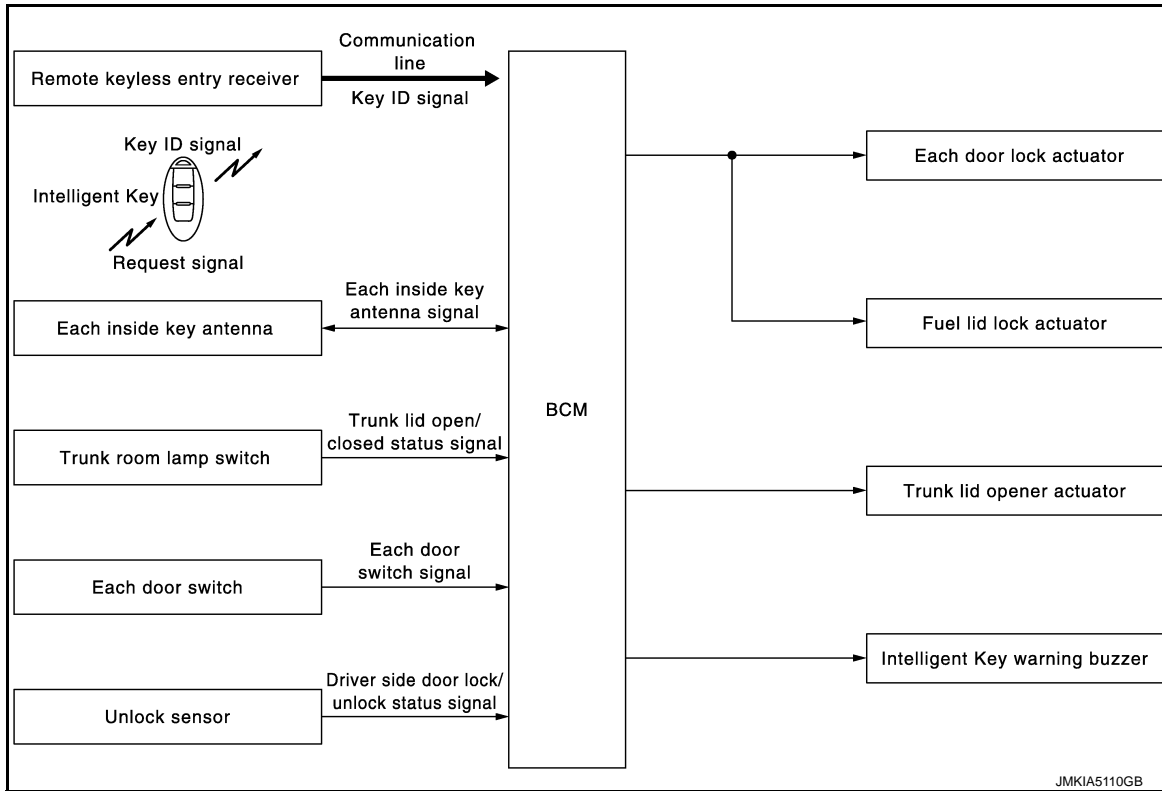 Communication
line
Remote keyless entry receiver
Key ID signal
Key ID signal
Intelligent Key
Request signal
Each inside key
antenna signal
Each inside key antenna
Trunk lid open/
closed status signal
Trunk room lamp switch
Each door
switch signal
Each door switch
Driver side door lock/
unlock status signal
Unlock sensor
BCM
Each door lock actuator
Fuel lid lock actuator
Trunk lid opener actuator
Intelligent Key warning buzzer
JMKIA5110GB